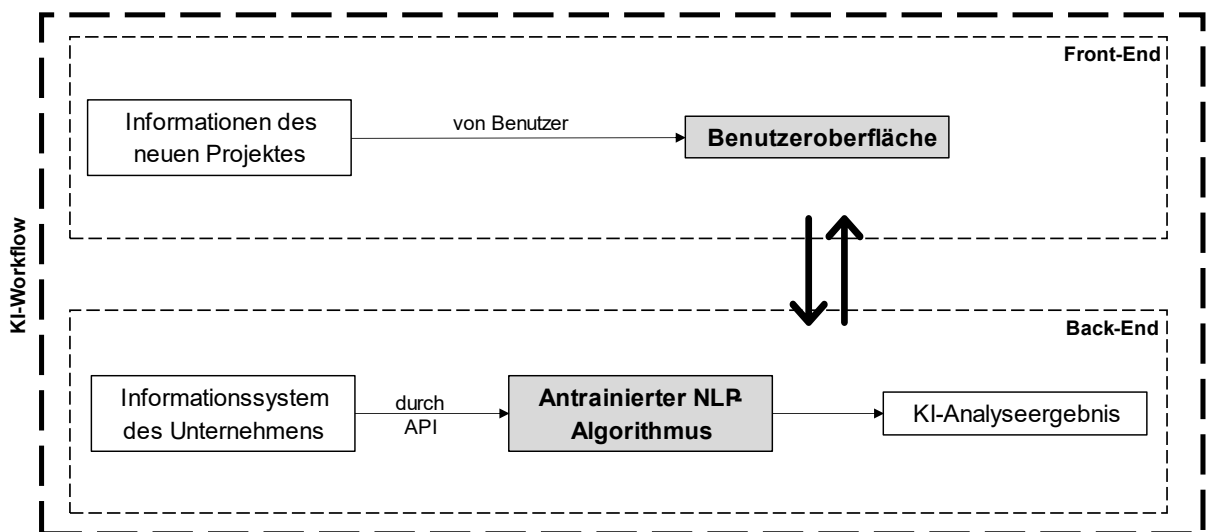 Front-End
Informationen des
neuen Projektes
von Benutzer
Benutzeroberfläche
KI-Workflow
Back-End
Informationssystem
des Unternehmens
durch
API
Antrainierter NLP-
Algorithmus
KI-Analyseergebnis